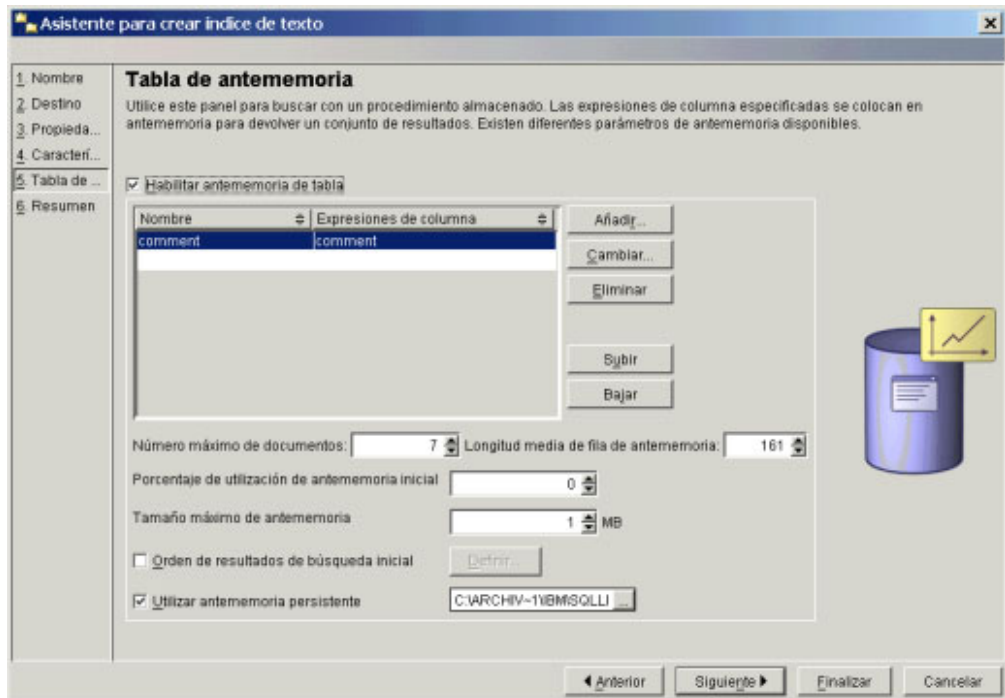 Asistente para crear índice de texto
1. Nombre
2. Destino
3. Propieda...
4. Caracterí...
5. Tabla de ...
6. Resumen
Tabla de antememoria
Utilice este panel para buscar con un procedimiento almacenado. Las expresiones de columna especificadas se colocan en
antememoria para devolver un conjunto de resultados. Existen diferentes parámetros de antememoria disponibles.
Habilitar antememoria de tabla
Nombre Expresiones de columna
comment comment
Añadir...
Cambiar...
Eliminar
Subir
Bajar
Número máximo de documentos: 7 Longitud media de fila de antememoria: 161
Porcentaje de utilización de antememoria inicial 0
Tamaño máximo de antememoria 1 MB
Orden de resultados de búsqueda inicial Definir...
Utilizar antememoria persistente C:\ARCHIV~1\IBM\SQLLI ...
Anterior Siguiente Finalizar Cancelar